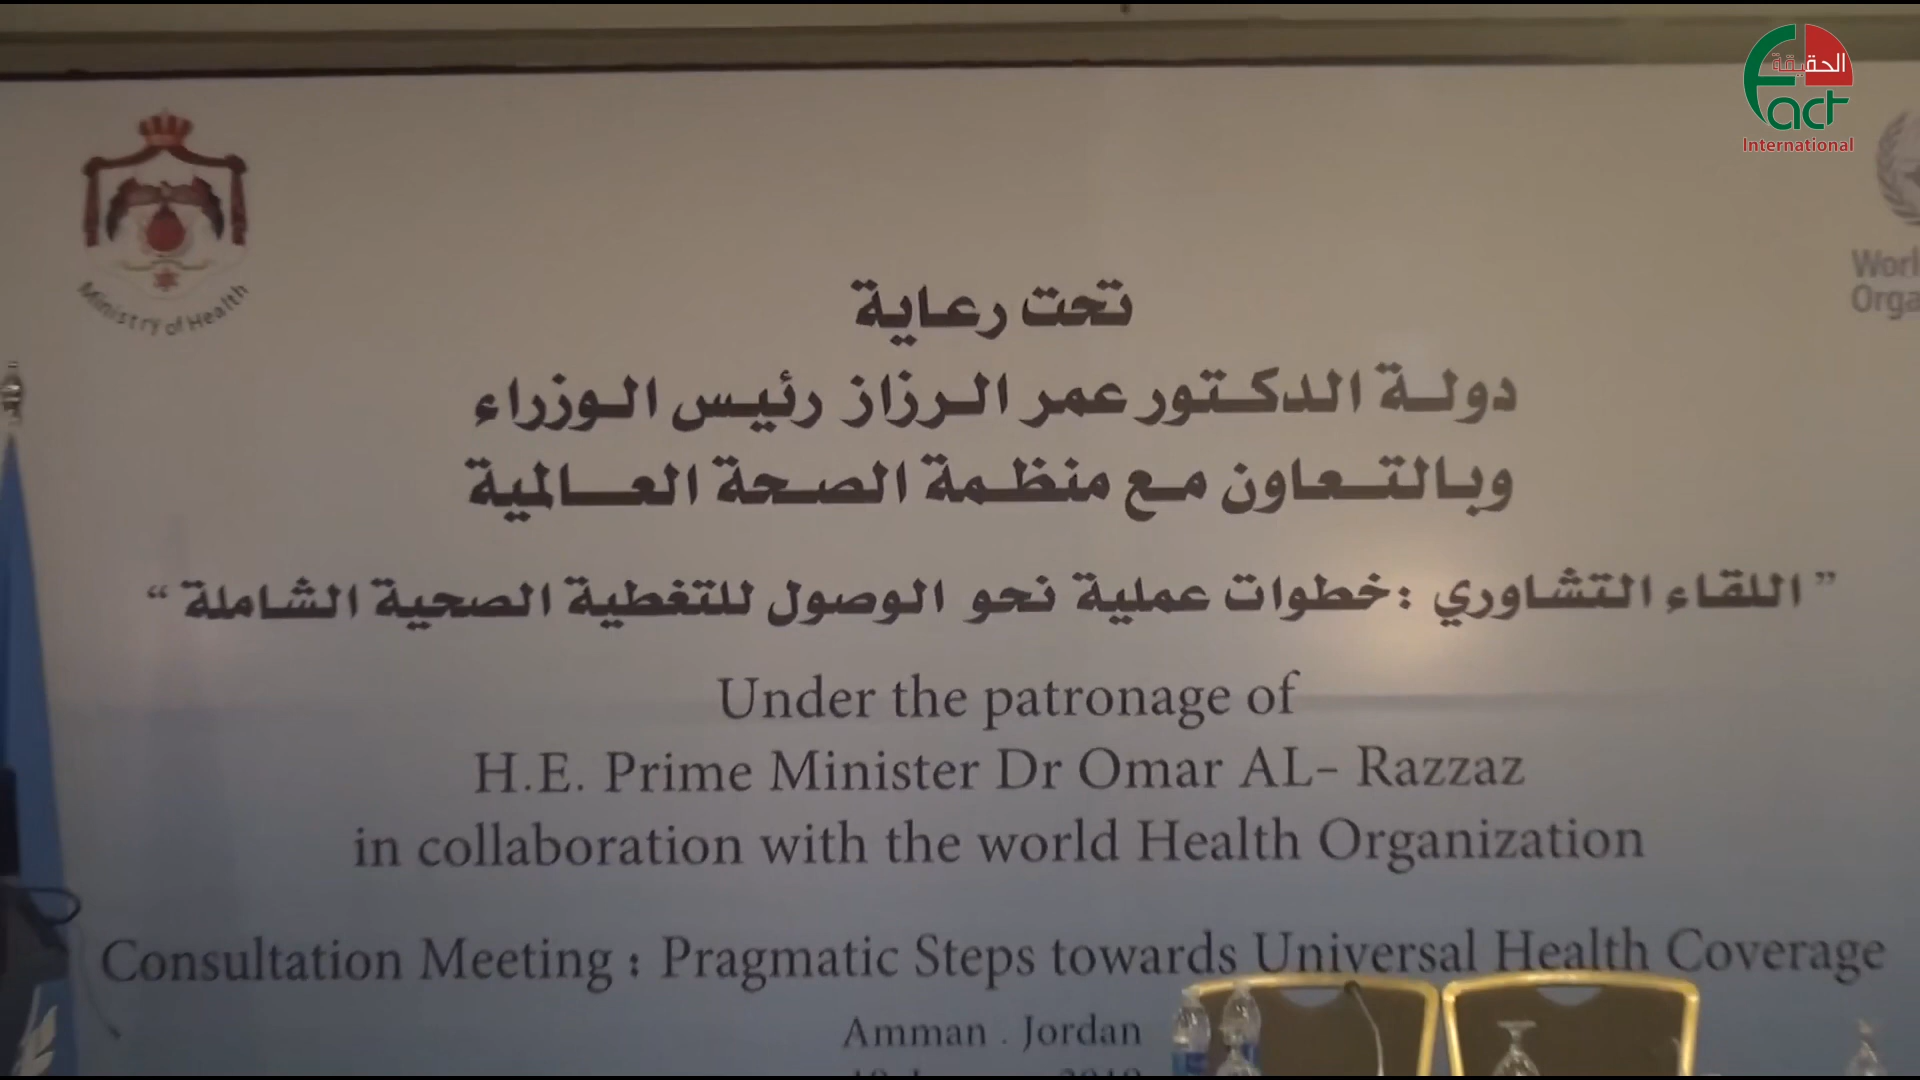 الحقيقة
Fact
International
Ministry of Health
تحت رعاية
دولة الدكتور عمر الرزاز رئيس الوزراء
وبالتعاون مع منظمة الصحة العالمية
” اللقاء التشاوري :خطوات عملية نحو الوصول للتغطية الصحية الشاملة “
Under the patronage of
H.E. Prime Minister Dr Omar AL- Razzaz
in collaboration with the world Health Organization
Consultation Meeting : Pragmatic Steps towards Universal Health Coverage
Amman . Jordan